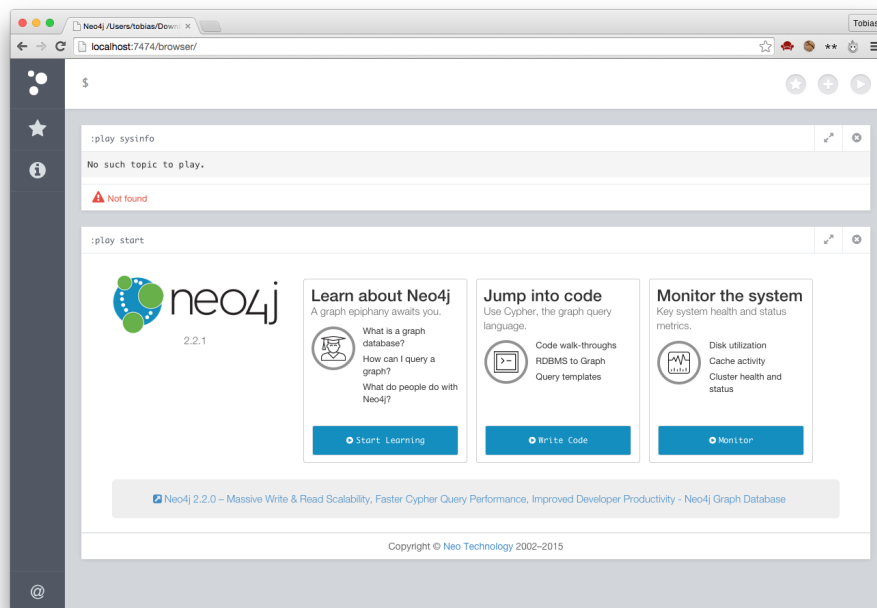 Neo4j /Users/tobias/Down
Tobias
localhost:7474/browser/
$
:play sysinfo
No such topic to play.
Not found
:play start
neo4j
2.2.1
Learn about Neo4j
A graph epiphany awaits you.
What is a graph
database?
How can I query a
graph?
What do people do with
Neo4j?
Start Learning
Jump into code
Use Cypher, the graph query
language.
Code walk-throughs
RDBMS to Graph
Query templates
Write Code
Monitor the system
Key system health and status
metrics.
Disk utilization
Cache activity
Cluster health and
status
Monitor
Neo4j 2.2.0 – Massive Write & Read Scalability, Faster Cypher Query Performance, Improved Developer Productivity - Neo4j Graph Database
Copyright © Neo Technology 2002–2015
@